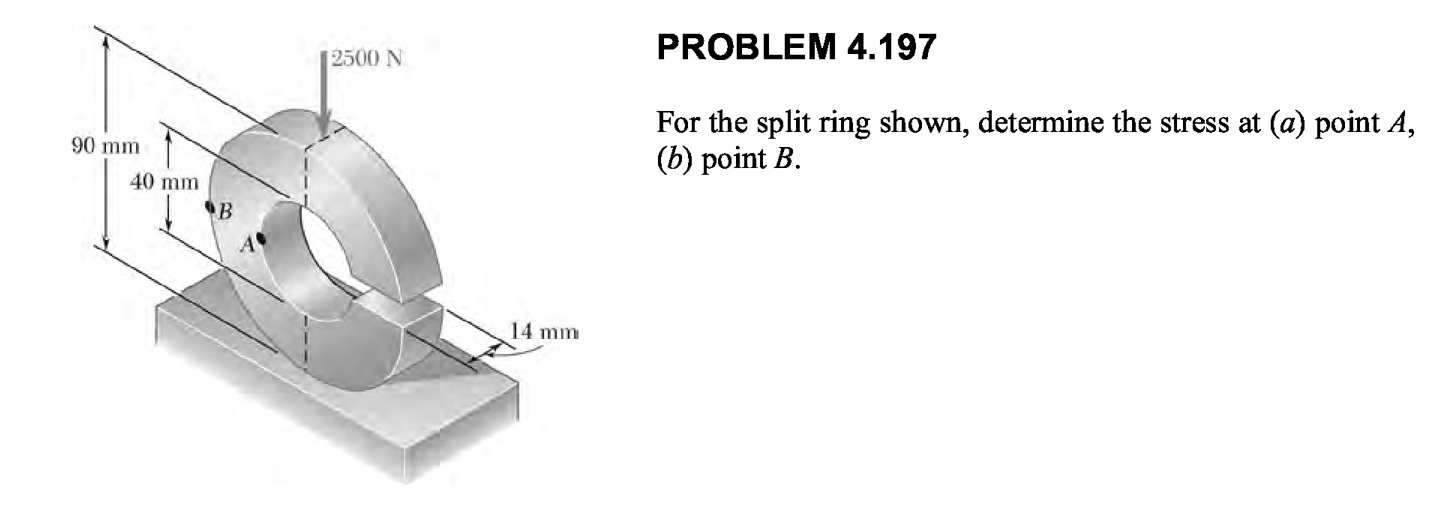 PROBLEM 4.197
For the split ring shown, determine the stress at (a) point A,
(b) point B.
2500 N
90 mm
40 mm
B
A
14 mm